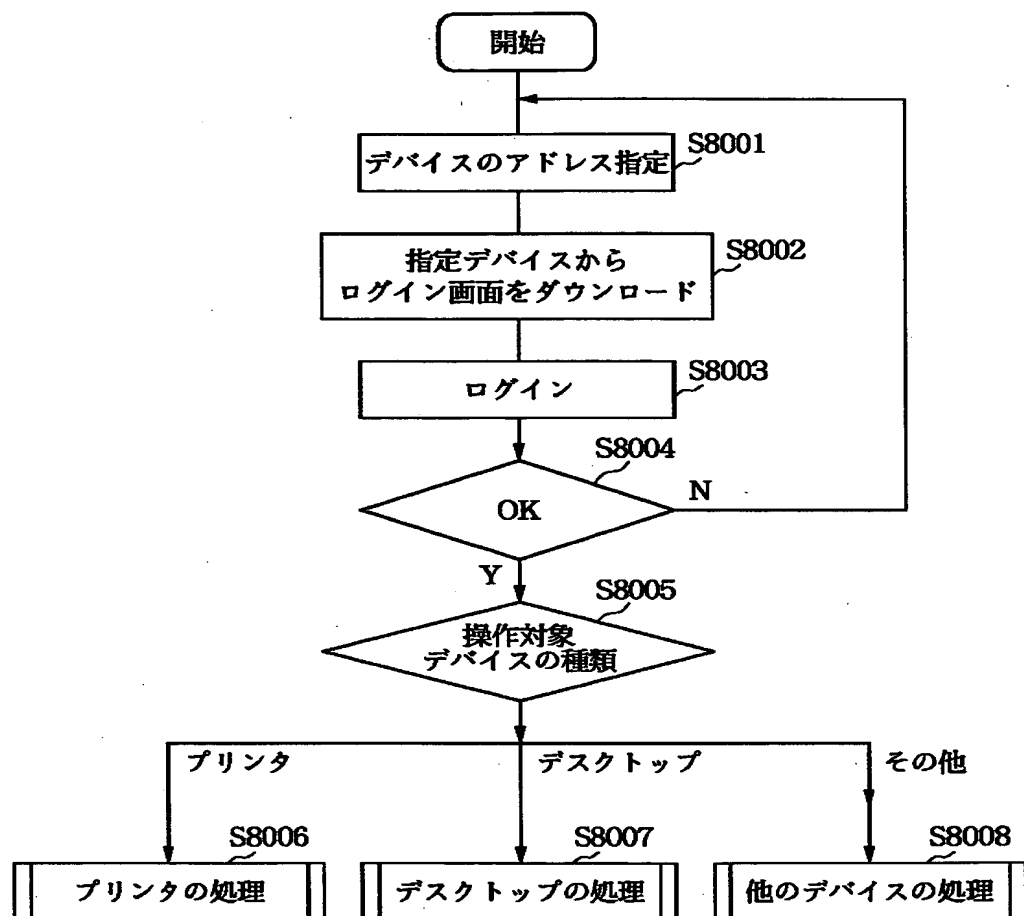 開始
デバイスのアドレス指定
S8001
指定デバイスから
ログイン画面をダウンロード
S8002
ログイン
S8003
OK
S8004
N
Y
操作対象
デバイスの種類
S8005
プリンタ
デスクトップ
その他
S8006
プリンタの処理
S8007
デスクトップの処理
S8008
他のデバイスの処理